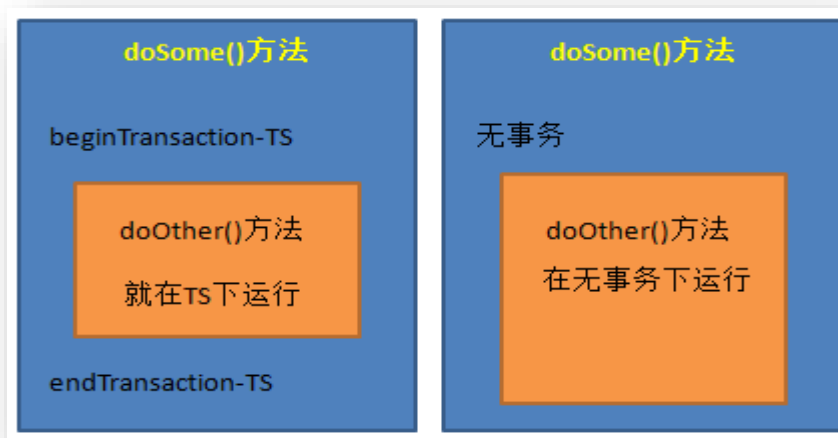 doSome()方法
beginTransaction-TS
doOther()方法
就在TS下运行
endTransaction-TS
doSome()方法
无事务
doOther()方法
在无事务下运行